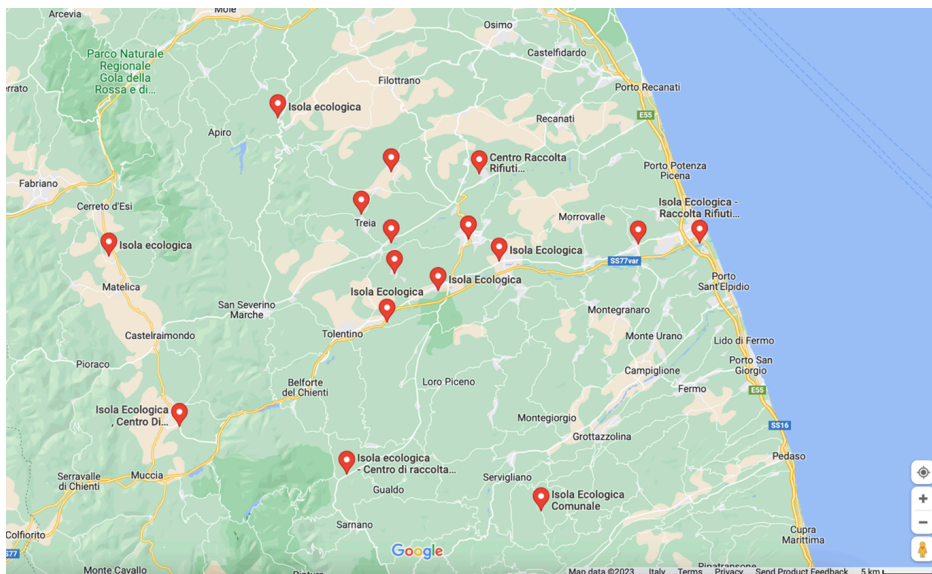 Arcevia
Moie
Osimo
Parco Naturale
Regionale
Gola della
Rossa e di...
Castelfidardo
Filottrano
Porto Recanati
E55
Isola ecologica
Recanati
Apiro
Centro Raccolta
Rifiuti...
Porto Potenza
Picena
Fabriano
Cerreto d'Esi
Isola Ecologica -
Raccolta Rifiuti...
Treia
Morrovalle
Isola ecologica
Isola Ecologica
SS77var
Matelica
Isola Ecologica
Isola Ecologica
Porto
Sant'Elpidio
San Severino
Marche
Montegranaro
Tolentino
Castelraimondo
Monte Urano
Lido di Fermo
Pioraco
Porto San
Giorgio
Campiglione
Belforte
del Chienti
Loro Piceno
Fermo
E55
Isola Ecologica
, Centro Di...
Montegiorgio
SS16
Grottazzolina
Isola ecologica
- Centro di raccolta...
Pedaso
Muccia
Serravalle
di Chienti
Servigliano
Gualdo
Isola Ecologica
Comunale
Sarnano
Colfiorito
Cupra
Marittima
Google
Monte Cavallo
Map data ©2023 Italy Terms Privacy Send Product Feedback 5 km